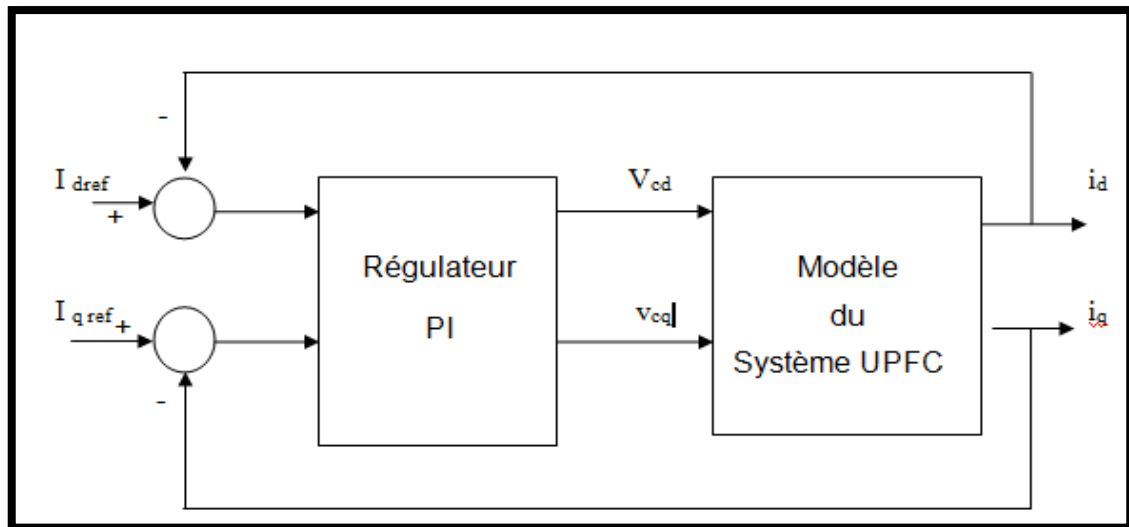 -
I dref
+
Régulateur
PI
Vcd
Modèle
du
Système UPFC
id
I q ref
+
vcq
iq
-